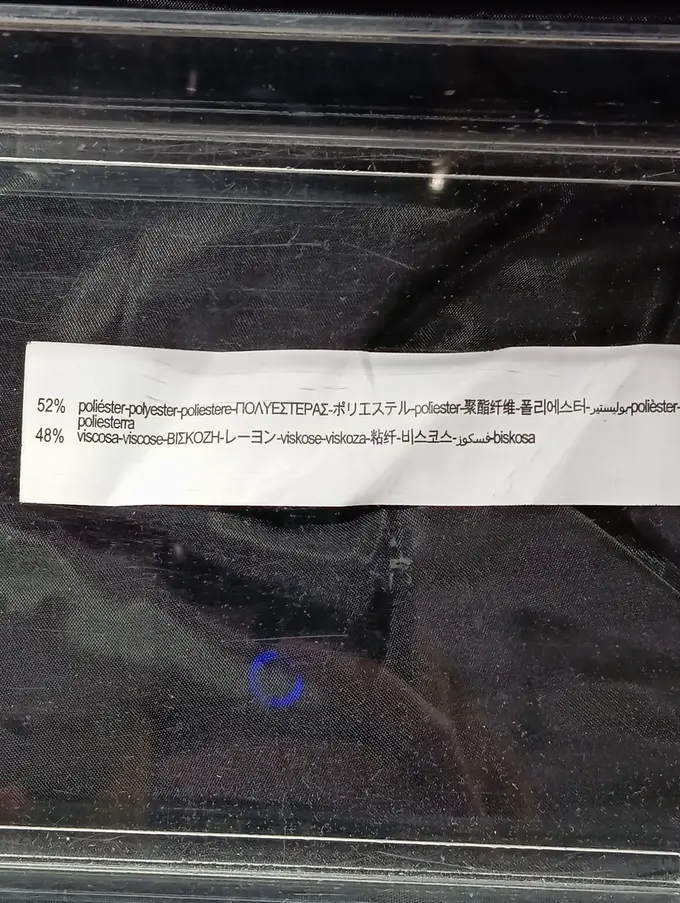 52% poliéster-polyester-poliestere-ΠΟΛΥΕΣΤΕΡΑΣ-ポリエステル-poliester-聚酯纤维-폴리에스터-بوليستير-polièster-
poliesterra
48% viscosa-viscose-ΒΙΣΚΟΖΗ-レーヨン-viskose-viskoza-粘纤-비스코스-فسكوز-biskosa